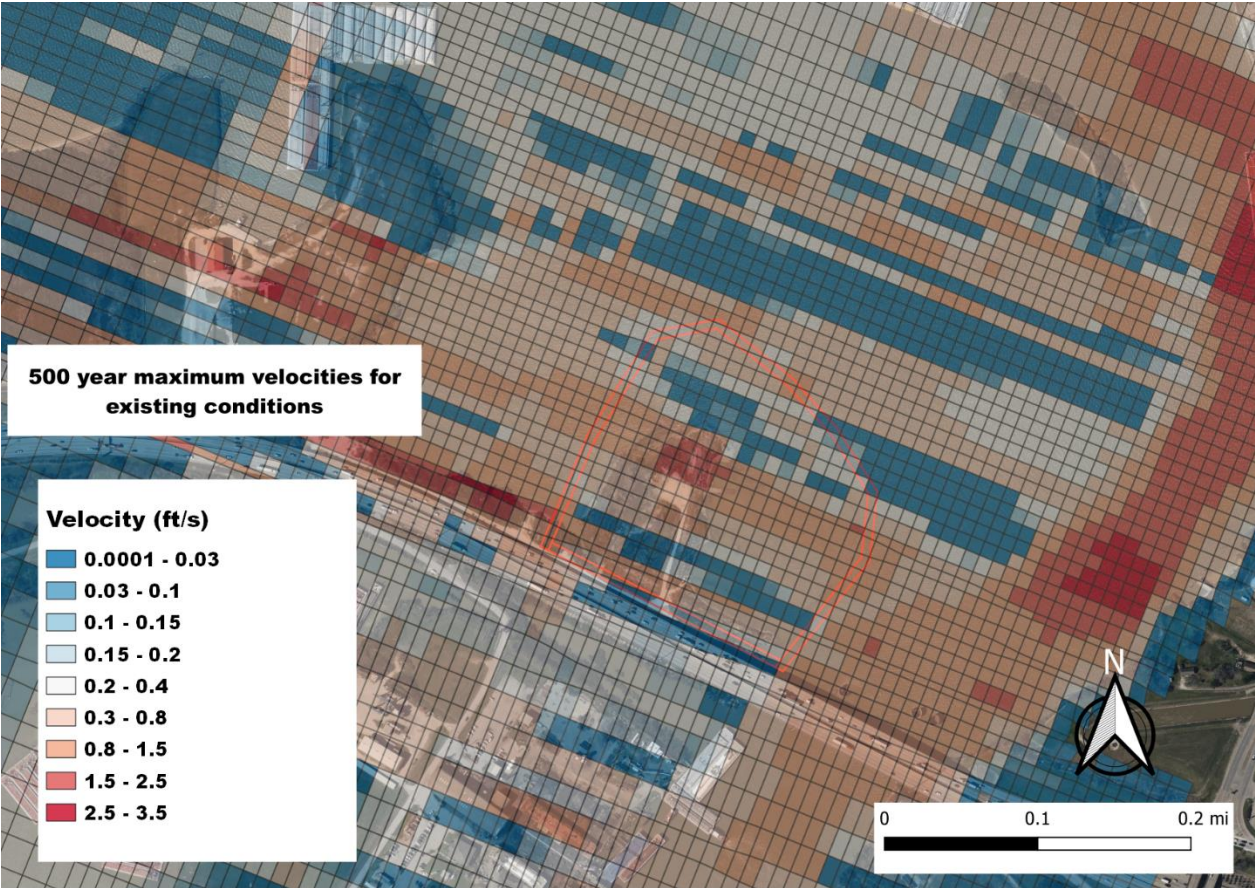 500 year maximum velocities for
existing conditions
Velocity (ft/s)
0.0001 - 0.03
0.03 - 0.1
0.1 - 0.15
0.15 - 0.2
0.2 - 0.4
0.3 - 0.8
0.8 - 1.5
1.5 - 2.5
2.5 - 3.5
N
0 0.1 0.2 mi